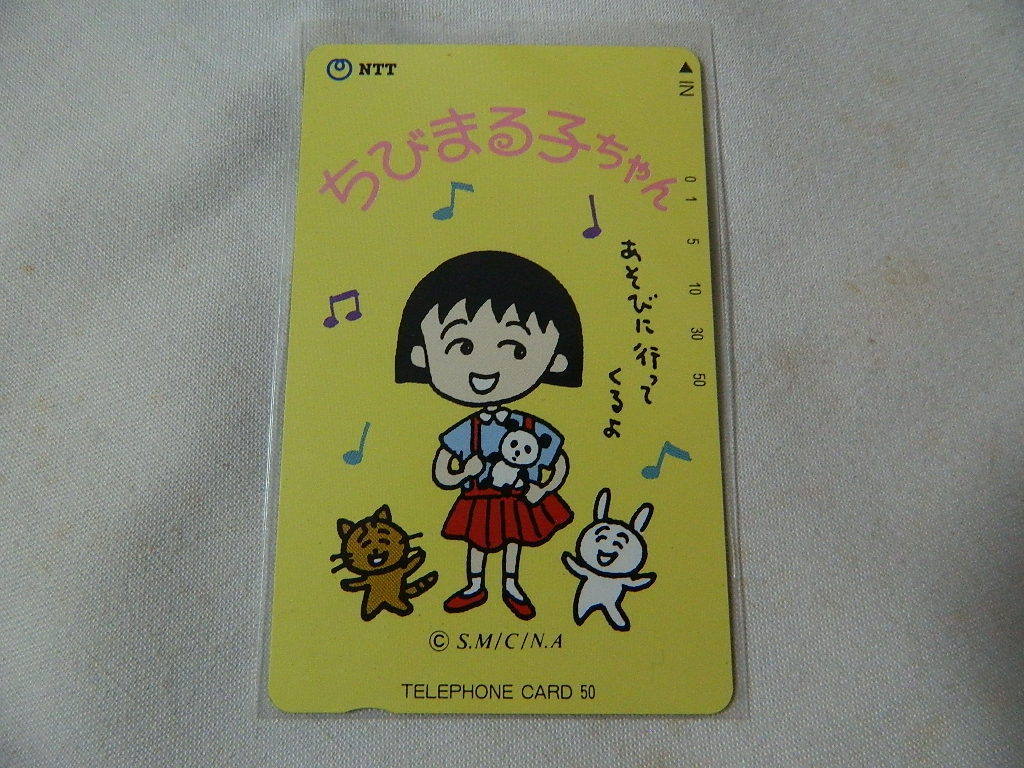 NTT
▲IN
ちびまる子ちゃん
0 1 5 10 30 50
あそびに行って
くるよ
© S.M/C/N.A
TELEPHONE CARD 50